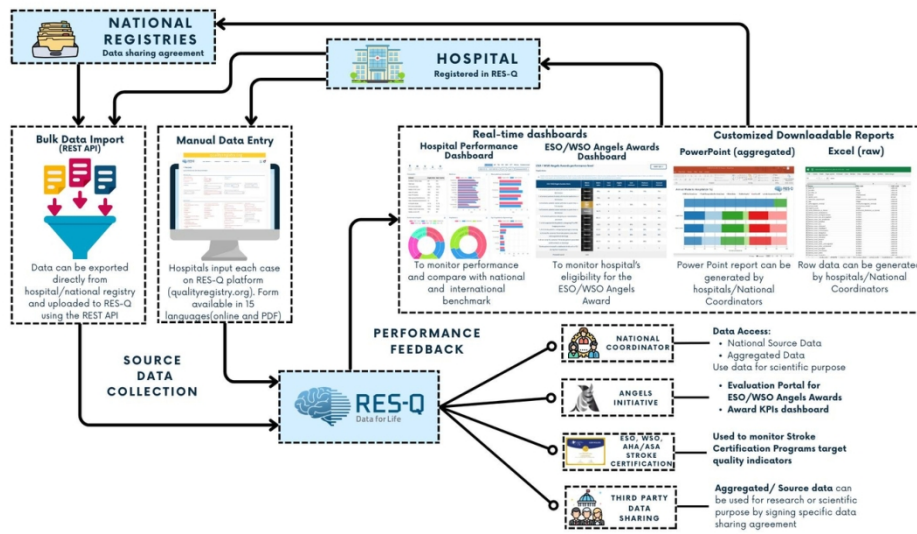 NATIONAL
REGISTRIES
Data sharing agreement
HOSPITAL
Registered in RES-Q
Bulk Data Import
(REST API)
Data can be exported
directly from
hospital/national registry
and uploaded to RES-Q
using the REST API
Manual Data Entry
Hospitals input each case
on RES-Q platform
(qualityregistry.org). Form
available in 15
languages(online and PDF)
Real-time dashboards
Hospital Performance
Dashboard
To monitor performance
and compare with national
and international
benchmark
ESO/WSO Angels Awards
Dashboard
To monitor hospital's
eligibility for the
ESO/WSO Angels
Award
Customized Downloadable Reports
PowerPoint (aggregated)
Power Point report can be
generated by
hospitals/National
Coordinators
Excel (raw)
Row data can be generated
by hospitals/National
Coordinators
SOURCE
DATA
COLLECTION
PERFORMANCE
FEEDBACK
RES-Q
Data for Life
NATIONAL
COORDINATOR
Data Access:
• National Source Data
• Aggregated Data
Use data for scientific purpose
ANGELS
INITIATIVE
• Evaluation Portal for
ESO/WSO Angels Awards
• Award KPIs dashboard
ESO, WSO,
AHA/ASA
STROKE
CERTIFICATION
Used to monitor Stroke
Certification Programs target
quality indicators
THIRD PARTY
DATA
SHARING
Aggregated/ Source data can
be used for research or scientific
purpose by signing specific data
sharing agreement